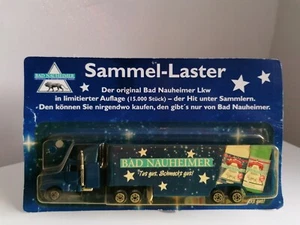 BAD NAUHEIMER
Sammel-Laster
Der original Bad Nauheimer Lkw
in limitierter Auflage (15.000 Stück) – der Hit unter Sammlern.
Den können Sie nirgendwo kaufen, den gibt's nur von Bad Nauheimer.
BAD NAUHEIMER
Tut gut. Schmeckt gut!